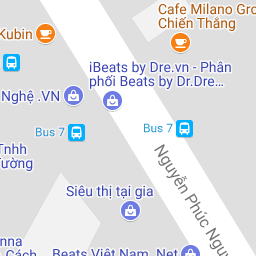 Cafe Milano Gro
Chiến Thắng
Kubin
iBeats by Dre.vn - Phân
phối Beats by Dr.Dre...
Nghệ .VN
Bus 7
Bus 7
Tnhh
Tường
Nguyễn Phúc Ngu
Siêu thị tại gia
nna
Cách
Beats Việt Nam .Net